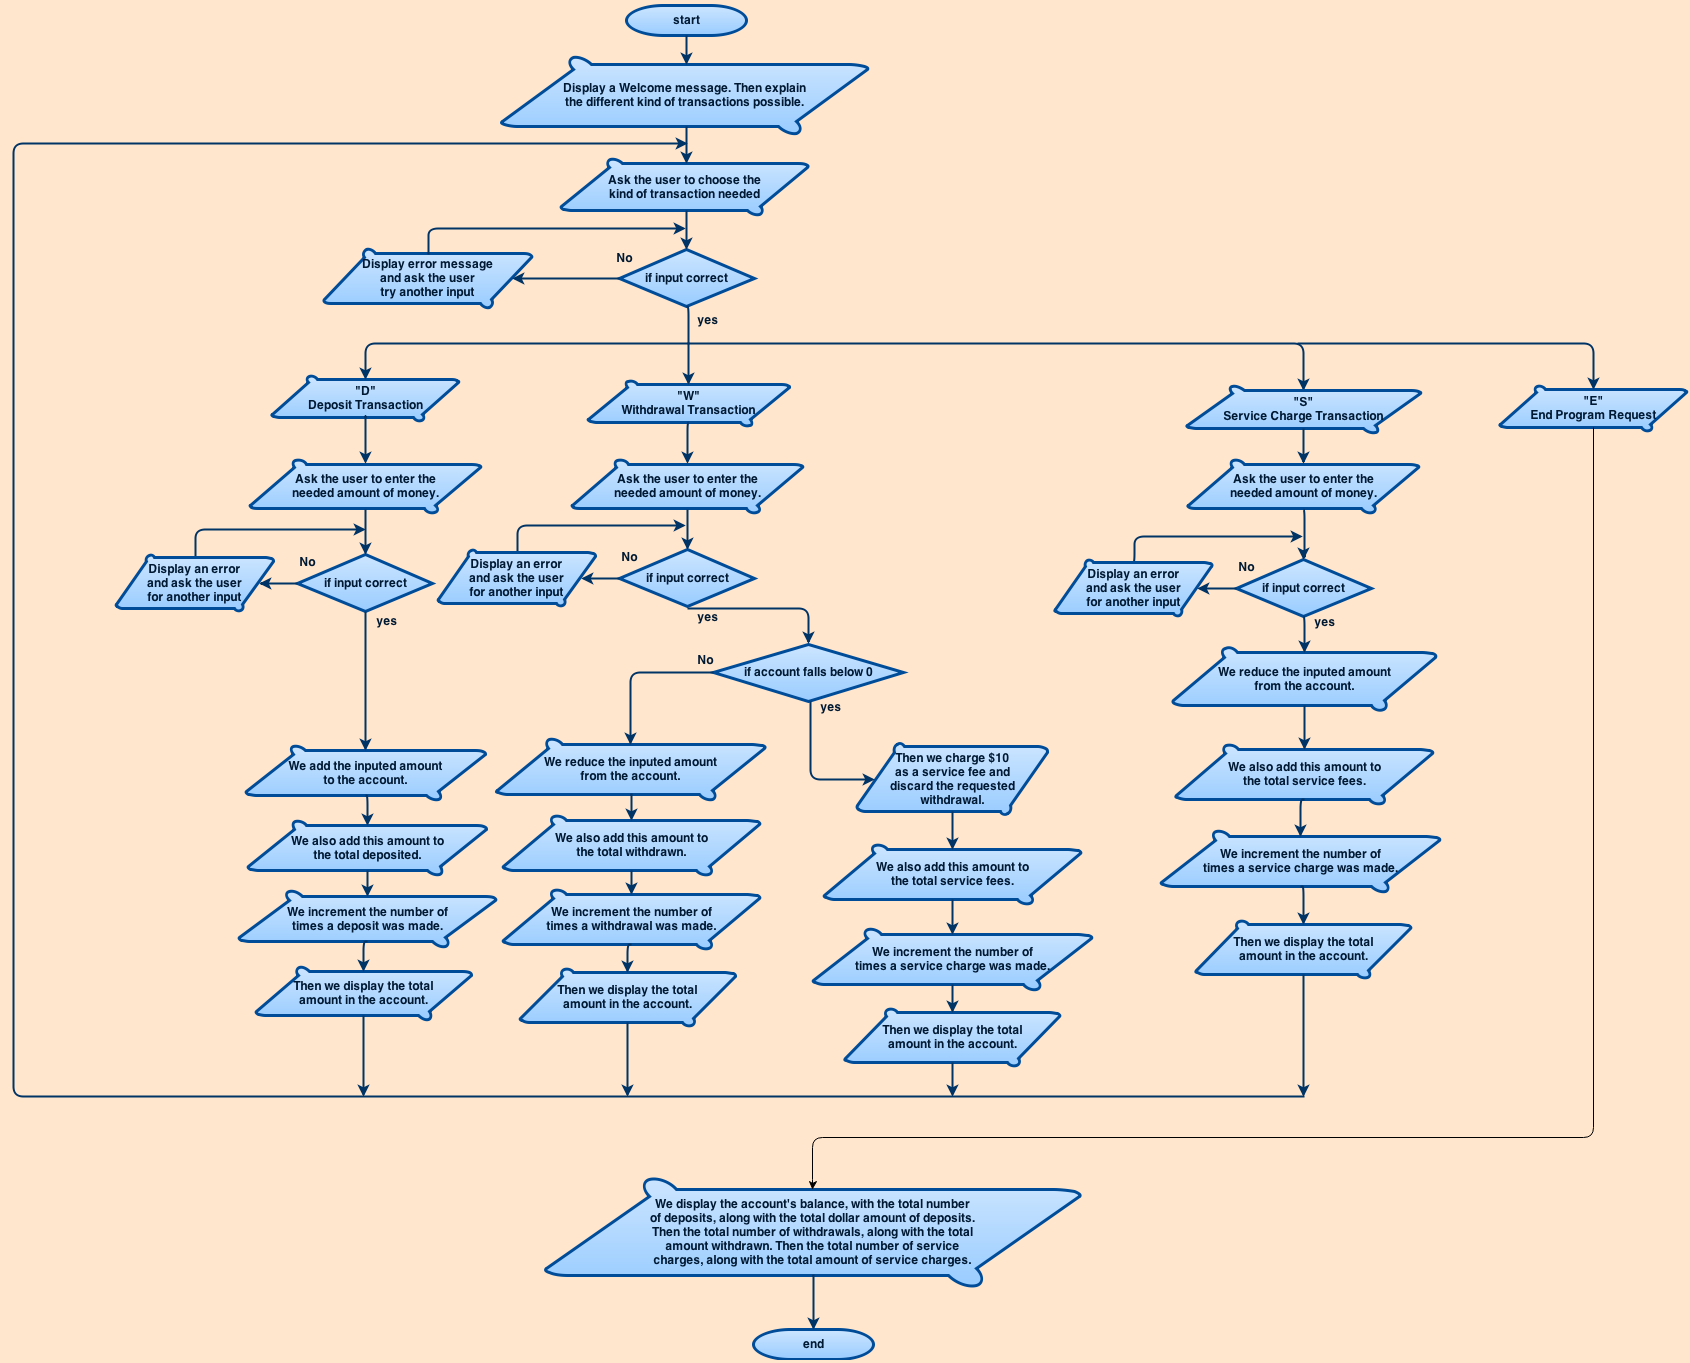 start
Display a Welcome message. Then explain
the different kind of transactions possible.
Ask the user to choose the
kind of transaction needed
No
if input correct
Display error message
and ask the user
try another input
yes
"D"
Deposit Transaction
"W"
Withdrawal Transaction
"S"
Service Charge Transaction
"E"
End Program Request
Ask the user to enter the
needed amount of money.
Ask the user to enter the
needed amount of money.
Ask the user to enter the
needed amount of money.
Display an error
and ask the user
for another input
No
if input correct
yes
Display an error
and ask the user
for another input
No
if input correct
yes
Display an error
and ask the user
for another input
No
if input correct
yes
No
if account falls below 0
yes
We add the inputed amount
to the account.
We also add this amount to
the total deposited.
We increment the number of
times a deposit was made.
Then we display the total
amount in the account.
We reduce the inputed amount
from the account.
We also add this amount to
the total withdrawn.
We increment the number of
times a withdrawal was made.
Then we display the total
amount in the account.
Then we charge $10
as a service fee and
discard the requested
withdrawal.
We also add this amount to
the total service fees.
We increment the number of
times a service charge was made.
Then we display the total
amount in the account.
We reduce the inputed amount
from the account.
We also add this amount to
the total service fees.
We increment the number of
times a service charge was made.
Then we display the total
amount in the account.
We display the account's balance, with the total number
of deposits, along with the total dollar amount of deposits.
Then the total number of withdrawals, along with the total
amount withdrawn. Then the total number of service
charges, along with the total amount of service charges.
end